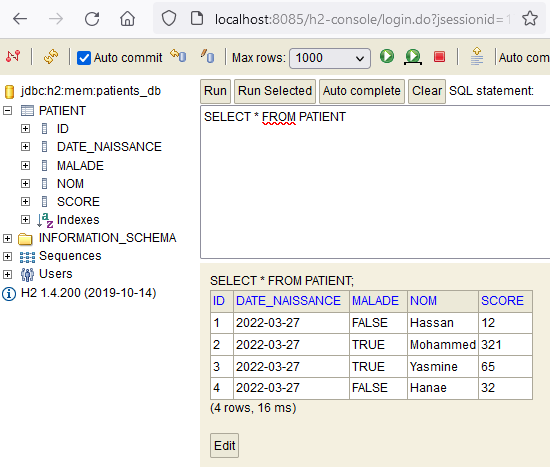 localhost:8085/h2-console/login.do?jsessionid=1
Auto commit Max rows: 1000 Auto com
jdbc:h2:mem:patients_db
PATIENT
ID
DATE_NAISSANCE
MALADE
NOM
SCORE
Indexes
INFORMATION_SCHEMA
Sequences
Users
H2 1.4.200 (2019-10-14)
Run Run Selected Auto complete Clear SQL statement:
SELECT * FROM PATIENT
SELECT * FROM PATIENT;
ID DATE_NAISSANCE MALADE NOM SCORE
1 2022-03-27 FALSE Hassan 12
2 2022-03-27 TRUE Mohammed 321
3 2022-03-27 TRUE Yasmine 65
4 2022-03-27 FALSE Hanae 32
(4 rows, 16 ms)
Edit